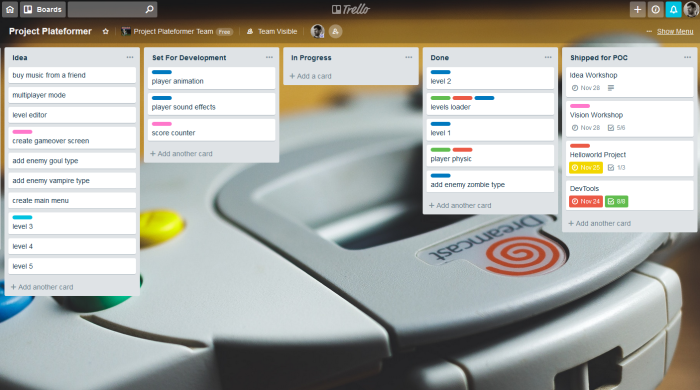 Boards
Trello
Project Plateformer
Project Plateformer Team
Free
Team Visible
Show Menu
Idea
buy music from a friend
multiplayer mode
level editor
create gameover screen
add enemy goul type
add enemy vampire type
create main menu
level 3
level 4
level 5
+ Add another card
Set For Development
player animation
player sound effects
score counter
+ Add another card
In Progress
+ Add a card
Done
level 2
levels loader
level 1
player physic
add enemy zombie type
+ Add another card
Shipped for POC
Idea Workshop
Nov 28
Vision Workshop
Nov 28 5/6
Helloworld Project
Nov 25 1/3
DevTools
Nov 24 8/8
+ Add another card
Dreamcast